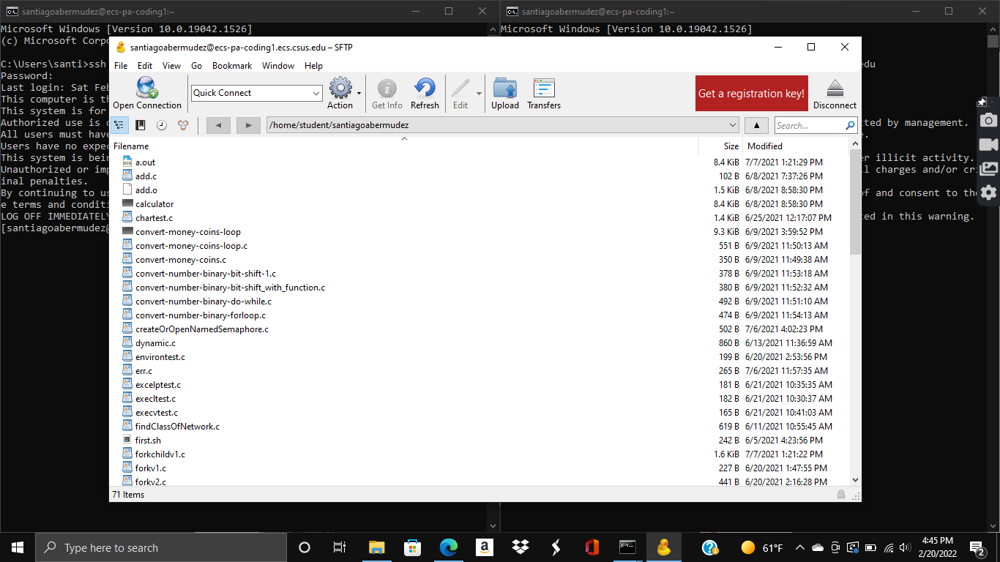 santiagoabermudez@ecs-pa-coding1:~
santiagoabermudez@ecs-pa-coding1:~
Microsoft Windows [Version 10.0.19042.1526]
Microsoft Windows [Version 10.0.19042.1526]
(c) Microsoft Corpo
C:\Users\santi>ssh
edu
Password:
Last login: Sat Feb
This computer is th
This system is for
Authorized use is
ted by management.
All users must have
e.
Users have no expec
This system is bein
er illicit activity.
Unauthorized or imp
l charges and/or cri
inal penalties.
By continuing to us
of and consent to the
e terms and conditi
LOG OFF IMMEDIATELY
ted in this warning.
[santiagoabermudez@
santiagoabermudez@ecs-pa-coding1.ecs.csus.edu – SFTP
File Edit View Go Bookmark Window Help
Open Connection
Quick Connect
Action
Get Info
Refresh
Edit
Upload
Transfers
Get a registration key!
Disconnect
/home/student/santiagoabermudez
Search...
Filename Size Modified
a.out 8.4 KiB 7/7/2021 1:21:29 PM
add.c 102 B 6/8/2021 7:37:26 PM
add.o 1.5 KiB 6/8/2021 8:58:30 PM
calculator 8.4 KiB 6/8/2021 8:58:30 PM
chartest.c 1.4 KiB 6/25/2021 12:17:07 PM
convert-money-coins-loop 9.3 KiB 6/9/2021 3:59:52 PM
convert-money-coins-loop.c 551 B 6/9/2021 11:50:13 AM
convert-money-coins.c 350 B 6/9/2021 11:49:38 AM
convert-number-binary-bit-shift-1.c 378 B 6/9/2021 11:53:18 AM
convert-number-binary-bit-shift_with_function.c 380 B 6/9/2021 11:52:32 AM
convert-number-binary-do-while.c 492 B 6/9/2021 11:51:10 AM
convert-number-binary-forloop.c 474 B 6/9/2021 11:54:13 AM
createOrOpenNamedSemaphore.c 502 B 7/6/2021 4:02:23 PM
dynamic.c 860 B 6/13/2021 11:36:59 AM
environtest.c 199 B 6/20/2021 2:53:56 PM
err.c 265 B 7/6/2021 11:57:35 AM
excelptest.c 181 B 6/21/2021 10:35:35 AM
execltest.c 182 B 6/21/2021 10:30:37 AM
execvtest.c 165 B 6/21/2021 10:41:03 AM
findClassOfNetwork.c 619 B 6/11/2021 10:55:45 AM
first.sh 242 B 6/5/2021 4:23:56 PM
forkchildv1.c 1.6 KiB 7/7/2021 1:21:22 PM
forkv1.c 227 B 6/20/2021 1:47:55 PM
forkv2.c 441 B 6/20/2021 2:16:28 PM
71 Items
Type here to search
61°F
4:45 PM
2/20/2022
2